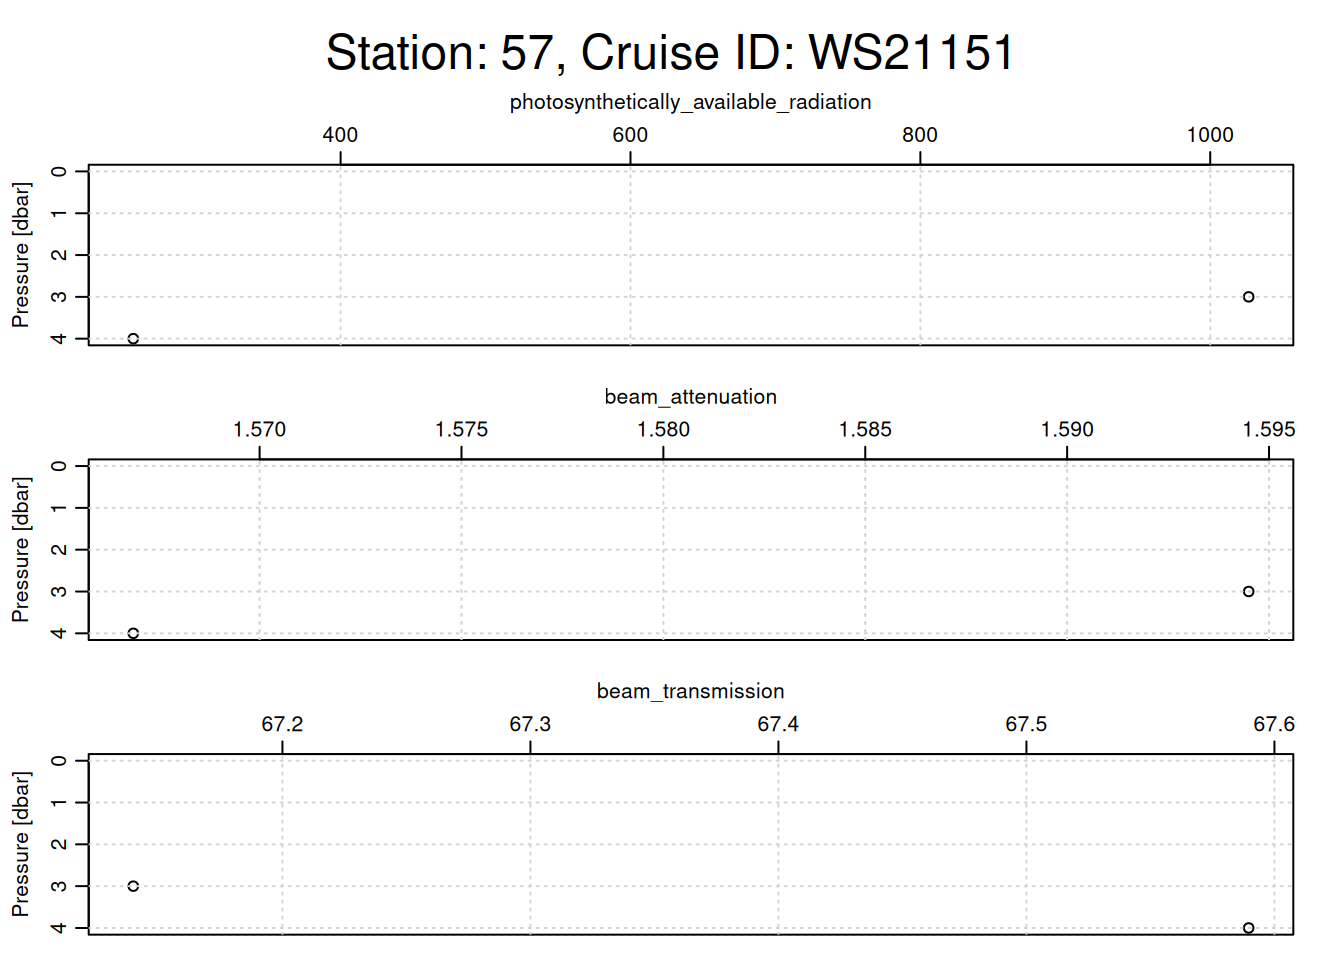 Station: 57, Cruise ID: WS21151
photosynthetically_available_radiation
400 600 800 1000
Pressure [dbar]
0
1
2
3
4
beam_attenuation
1.570 1.575 1.580 1.585 1.590 1.595
Pressure [dbar]
0
1
2
3
4
beam_transmission
67.2 67.3 67.4 67.5 67.6
Pressure [dbar]
0
1
2
3
4